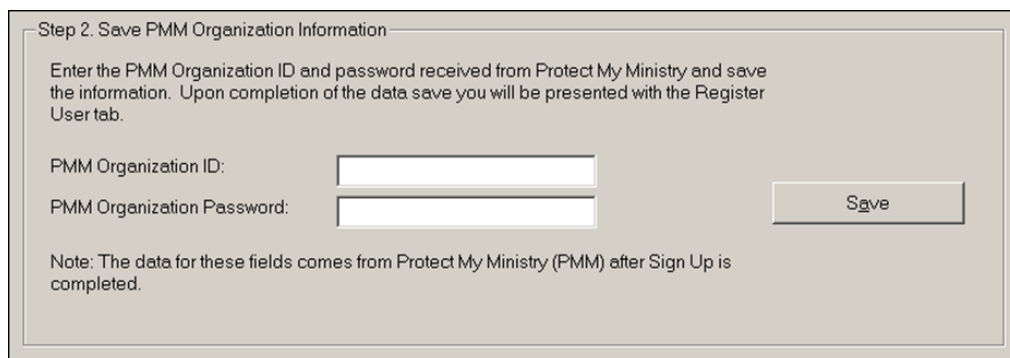 Step 2. Save PMM Organization Information
Enter the PMM Organization ID and password received from Protect My Ministry and save
the information.  Upon completion of the data save you will be presented with the Register
User tab.
PMM Organization ID:
PMM Organization Password:
Save
Note: The data for these fields comes from Protect My Ministry (PMM) after Sign Up is
completed.